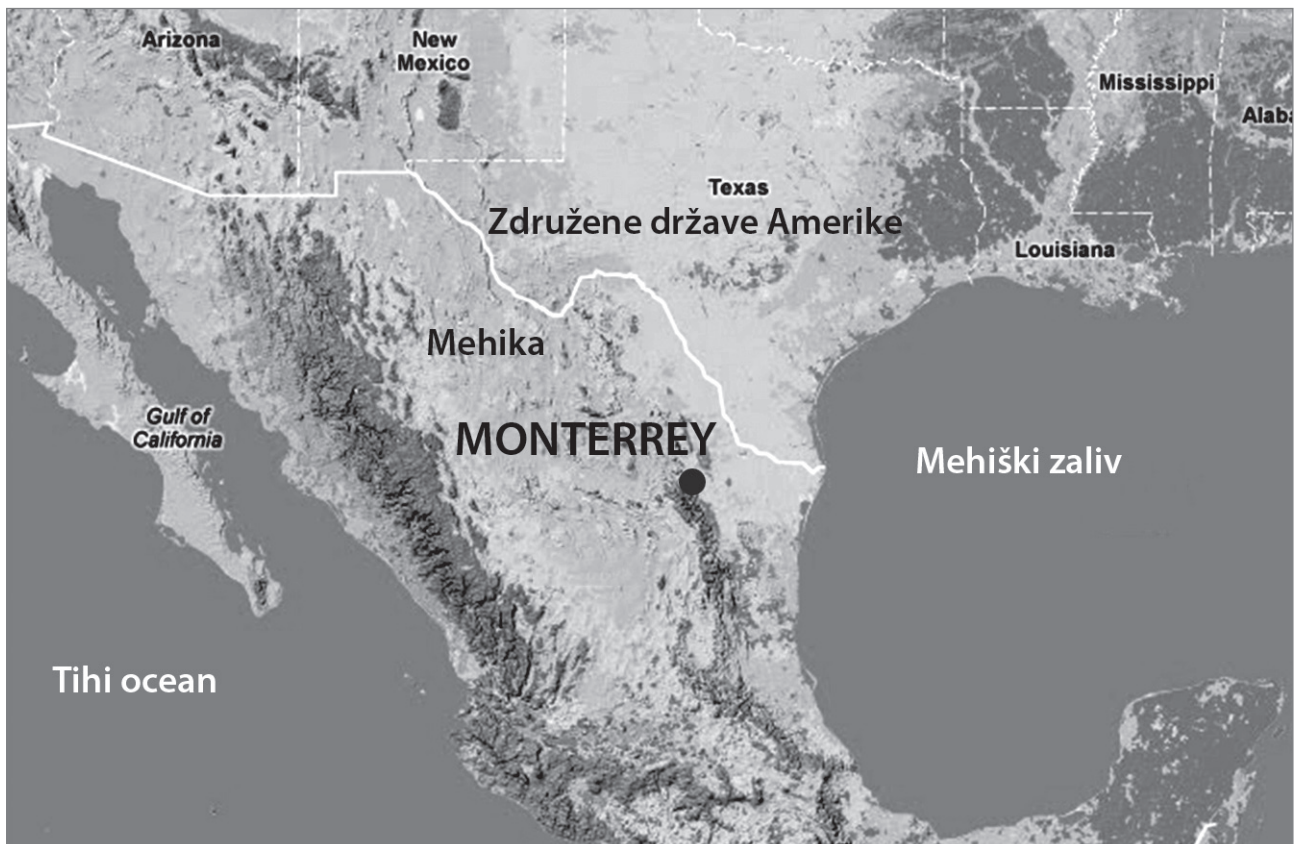 Arizona
New
Mexico
Mississippi
Alaba
Texas
Združene države Amerike
Louisiana
Mehika
Gulf of
California
MONTERREY
Mehiški zaliv
Tihi ocean